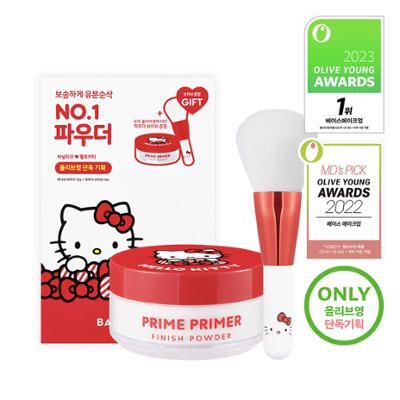 보송하게 유분순삭
NO.1
파우더
바닐라코 ♥ 헬로키티
올리브영 단독 기획
GIFT
+
PRIME PRIMER
BA
HELLO KITTY
PRIME PRIMER
FINISH POWDER
2023
OLIVE YOUNG
AWARDS
1위
베이스메이크업
MD's PICK
OLIVE YOUNG
AWARDS
2022
베이스 메이크업
ONLY
올리브영
단독기획